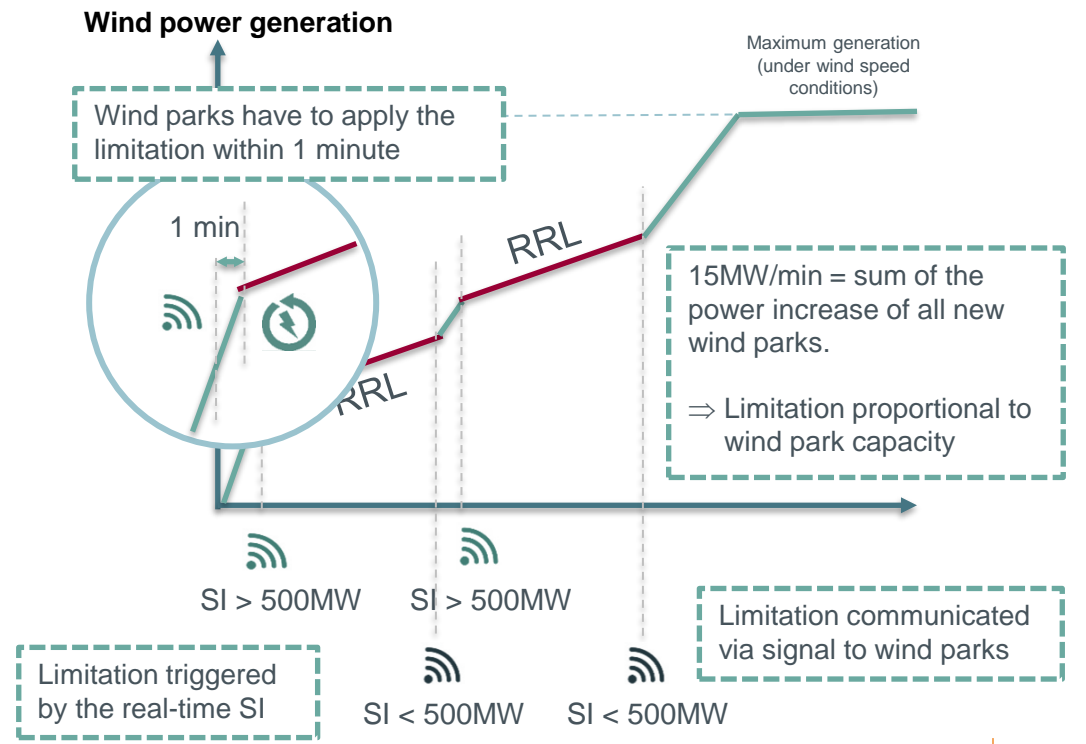 Wind power generation
Maximum generation
(under wind speed
conditions)
Wind parks have to apply the
limitation within 1 minute
1 min
RRL
RRL
15MW/min = sum of the
power increase of all new
wind parks.
⇒ Limitation proportional to
wind park capacity
SI > 500MW
SI > 500MW
Limitation communicated
via signal to wind parks
Limitation triggered
by the real-time SI
SI < 500MW
SI < 500MW